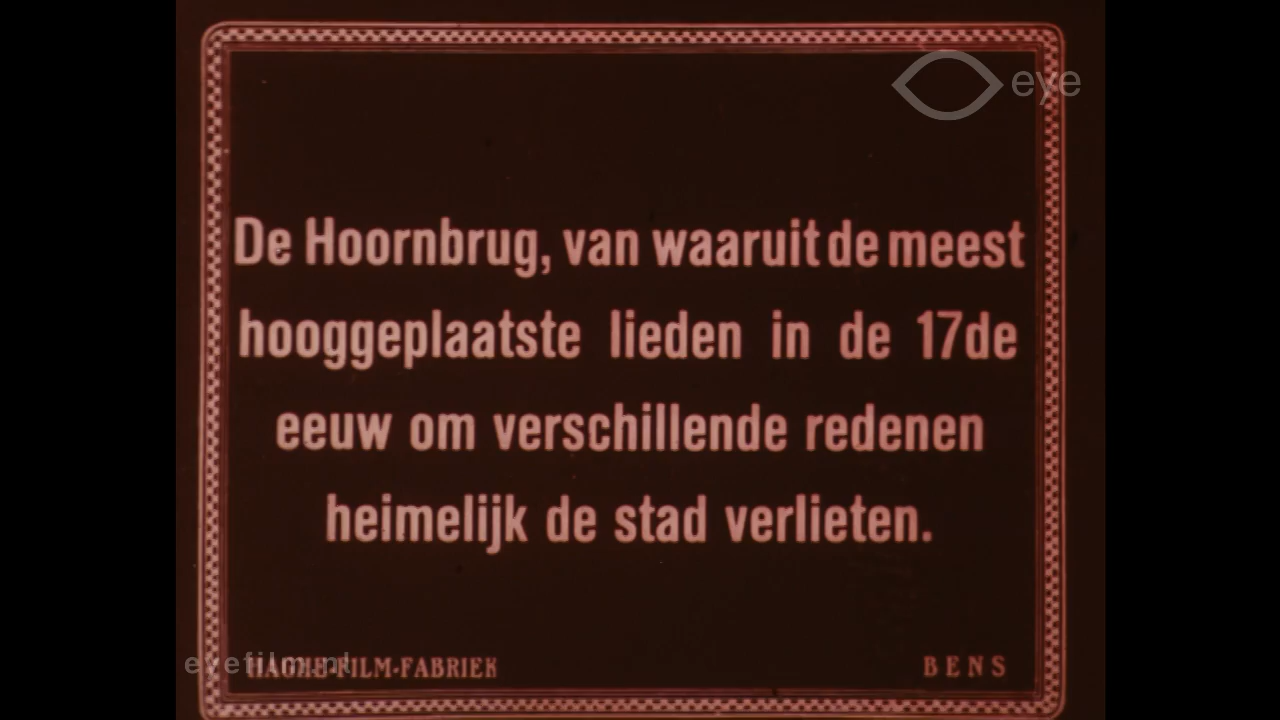 eye
De Hoornbrug, van waaruit de meest
hooggeplaatste lieden in de 17de
eeuw om verschillende redenen
heimelijk de stad verlieten.
eyefilm.nl
HAGHE-FILM-FABRIEK
BENS